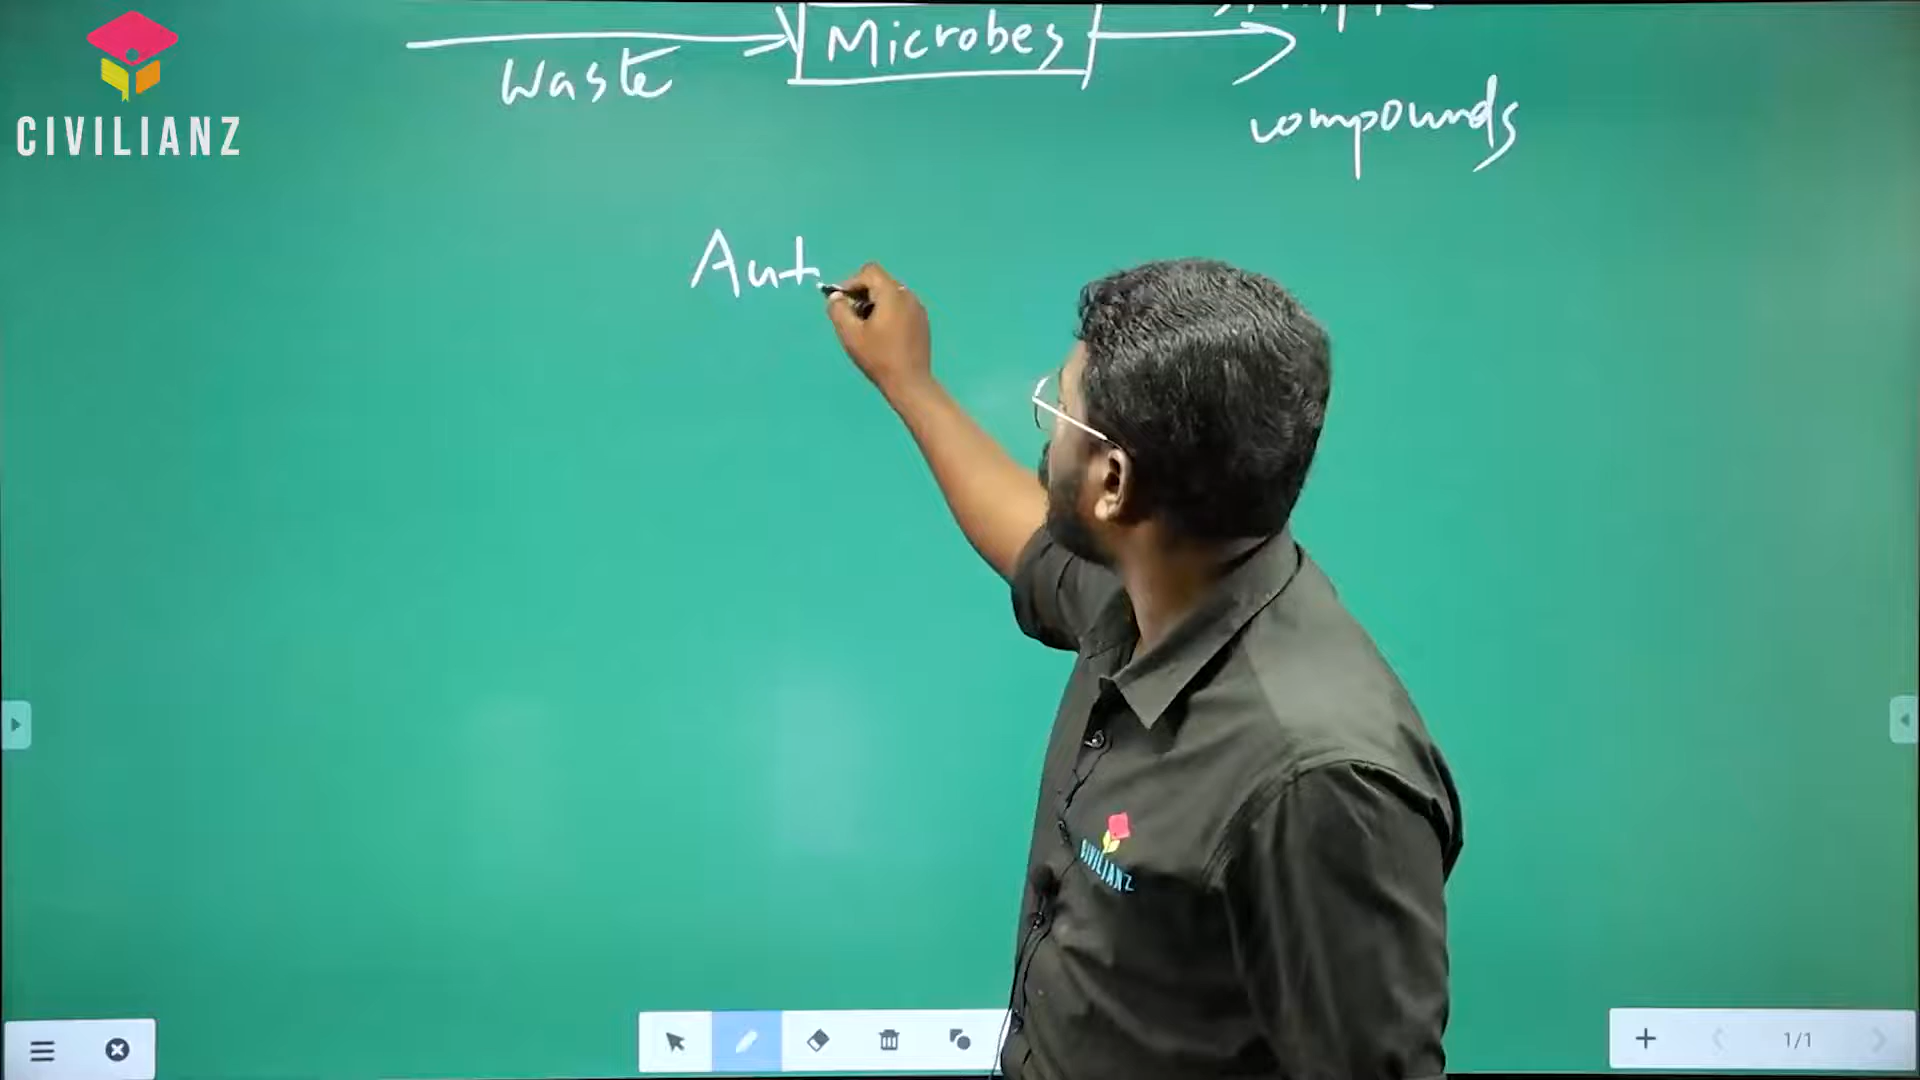 Microbes
Waste
compounds
CIVILIANZ
Aut
CIVILIANZ
1/1